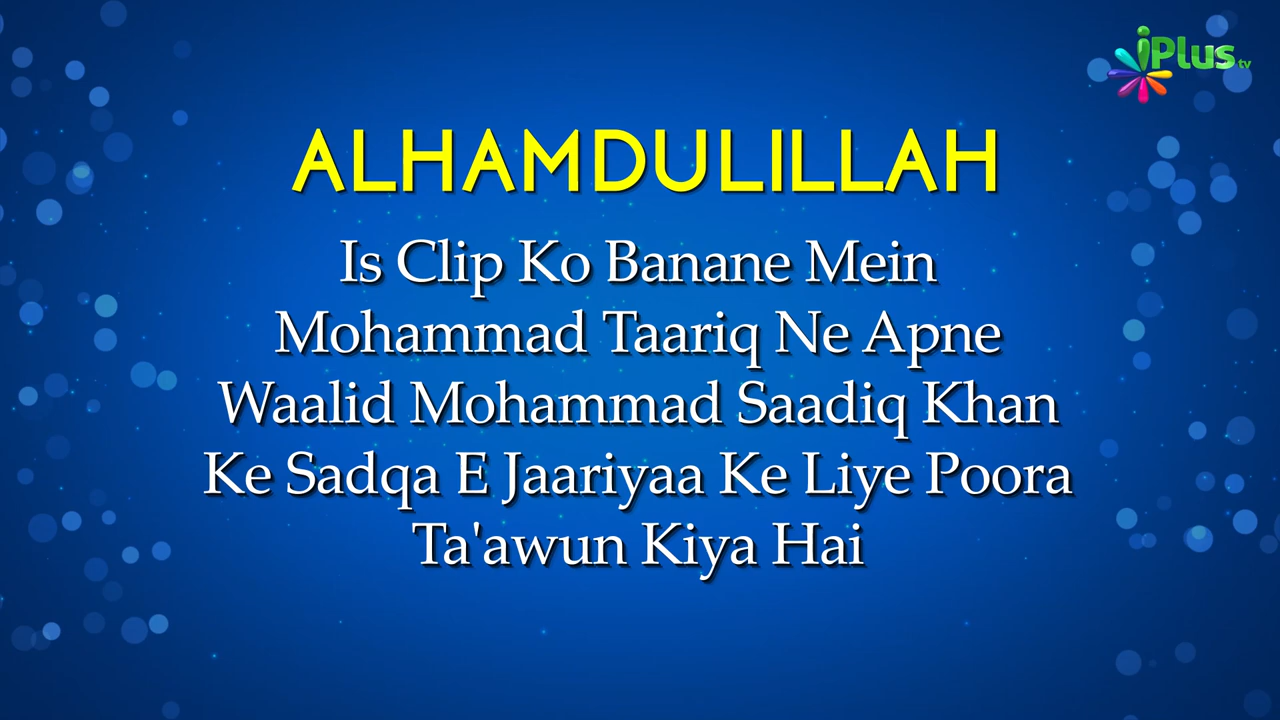 iPlus tv
ALHAMDULILLAH
Is Clip Ko Banane Mein
Mohammad Taariq Ne Apne
Waalid Mohammad Saadiq Khan
Ke Sadqa E Jaariyaa Ke Liye Poora
Ta'awun Kiya Hai